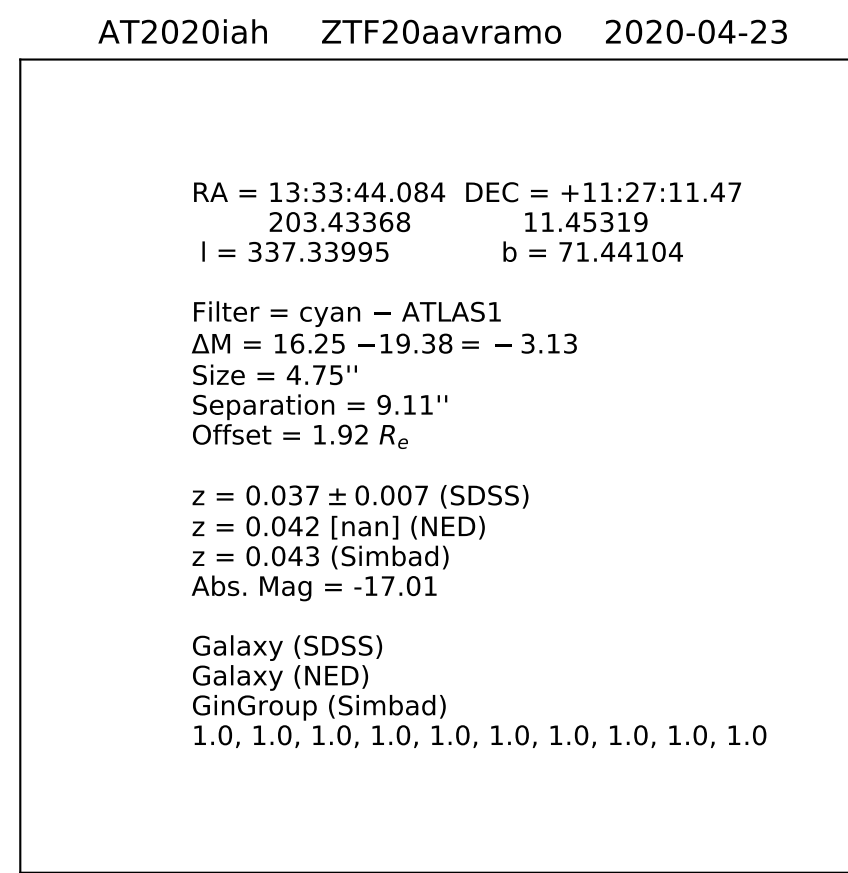 AT2020iah ZTF20aavramo 2020-04-23
RA = 13:33:44.084 DEC = +11:27:11.47
203.43368 11.45319
l = 337.33995 b = 71.44104
Filter = cyan − ATLAS1
ΔM = 16.25 −19.38 = − 3.13
Size = 4.75''
Separation = 9.11''
Offset = 1.92 Rₑ
z = 0.037 ± 0.007 (SDSS)
z = 0.042 [nan] (NED)
z = 0.043 (Simbad)
Abs. Mag = -17.01
Galaxy (SDSS)
Galaxy (NED)
GinGroup (Simbad)
1.0, 1.0, 1.0, 1.0, 1.0, 1.0, 1.0, 1.0, 1.0, 1.0